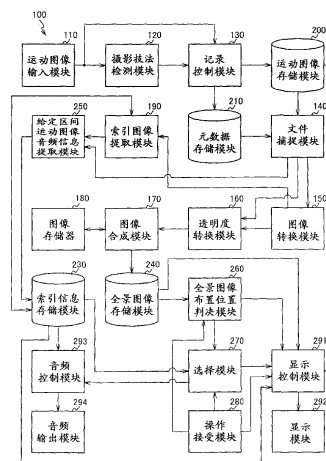 100
110
运动图像
输入模块
120
摄影技法
检测模块
130
记录
控制模块
200
运动图像
存储模块
250
给定区间
运动图像
音频信息
提取模块
190
索引图像
提取模块
210
元数据
存储模块
140
文件
捕捉模块
180
图像
存储器
170
图像
合成模块
160
透明度
转换模块
150
图像
转换模块
230
索引信息
存储模块
240
全景图像
存储模块
260
全景图像
布置位置
判决模块
293
音频
控制模块
270
选择模块
291
显示
控制模块
294
音频
输出模块
280
操作
接受模块
292
显示
模块